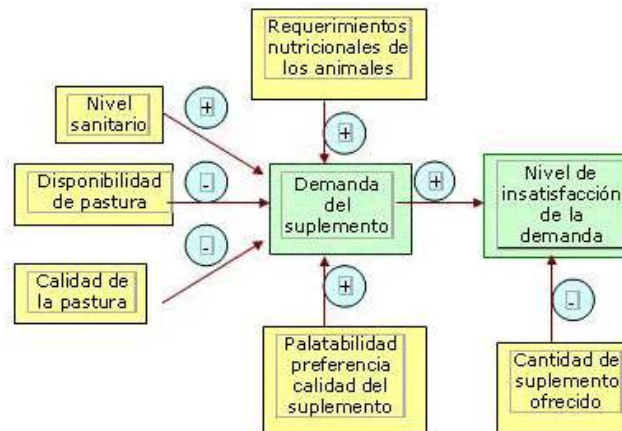 Requerimientos
nutricionales de
los animales
Nivel
sanitario
+
+
Disponibilidad
de pastura
-
Demanda
del
suplemento
+
Nivel de
insatisfacción
de la
demanda
-
Calidad de
la pastura
+
-
Palatabilidad
preferencia
calidad del
suplemento
Cantidad de
suplemento
ofrecido